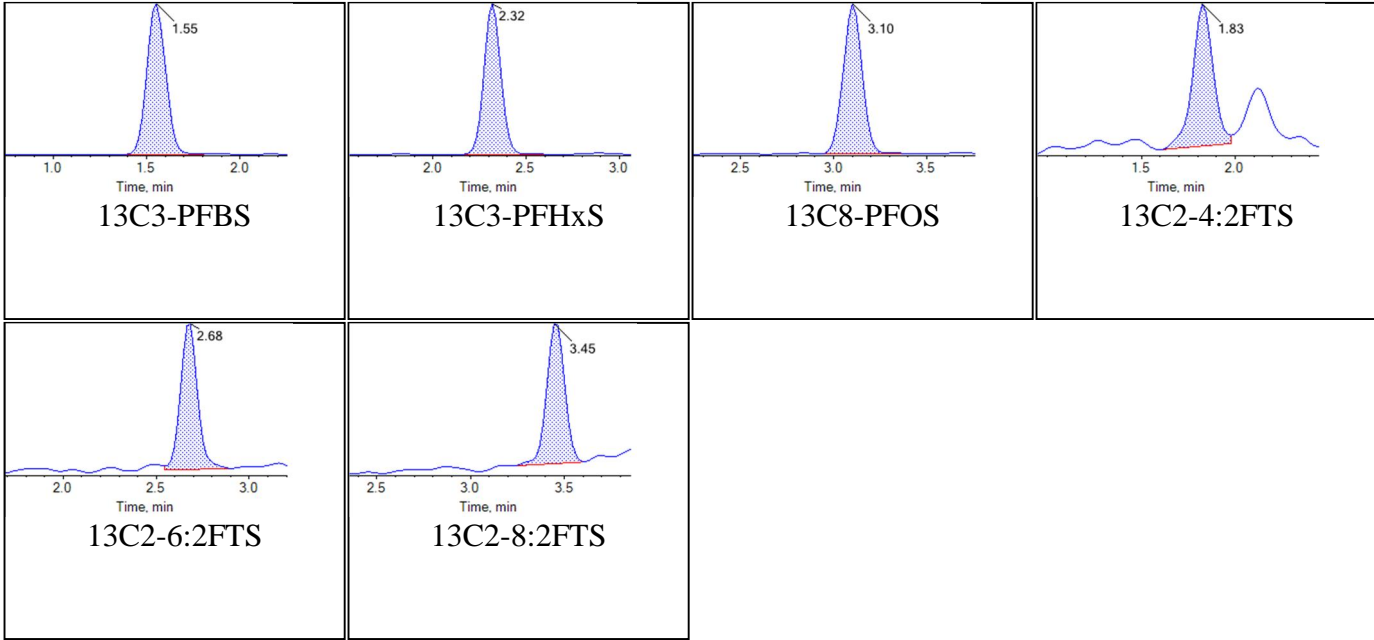 1.55
1.0 1.5 2.0
Time, min
13C3-PFBS
2.32
2.0 2.5 3.0
Time, min
13C3-PFHxS
3.10
2.5 3.0 3.5
Time, min
13C8-PFOS
1.83
1.5 2.0
Time, min
13C2-4:2FTS
2.68
2.0 2.5 3.0
Time, min
13C2-6:2FTS
3.45
2.5 3.0 3.5
Time, min
13C2-8:2FTS